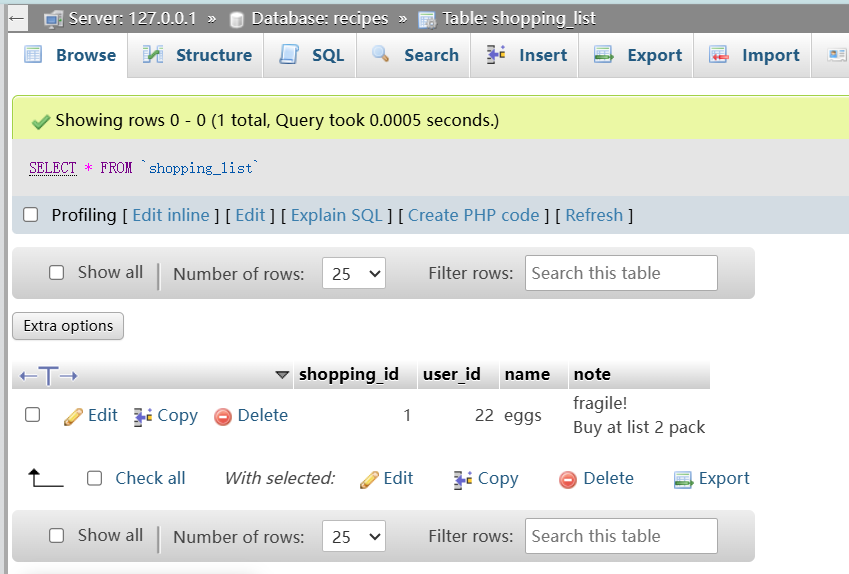 Server: 127.0.0.1 » Database: recipes » Table: shopping_list
Browse Structure SQL Search Insert Export Import
Showing rows 0 - 0 (1 total, Query took 0.0005 seconds.)
SELECT * FROM `shopping_list`
Profiling [ Edit inline ] [ Edit ] [ Explain SQL ] [ Create PHP code ] [ Refresh ]
Show all Number of rows: 25 Filter rows: Search this table
Extra options
shopping_id user_id name note
Edit Copy Delete 1 22 eggs fragile!
Buy at list 2 pack
Check all With selected: Edit Copy Delete Export
Show all Number of rows: 25 Filter rows: Search this table